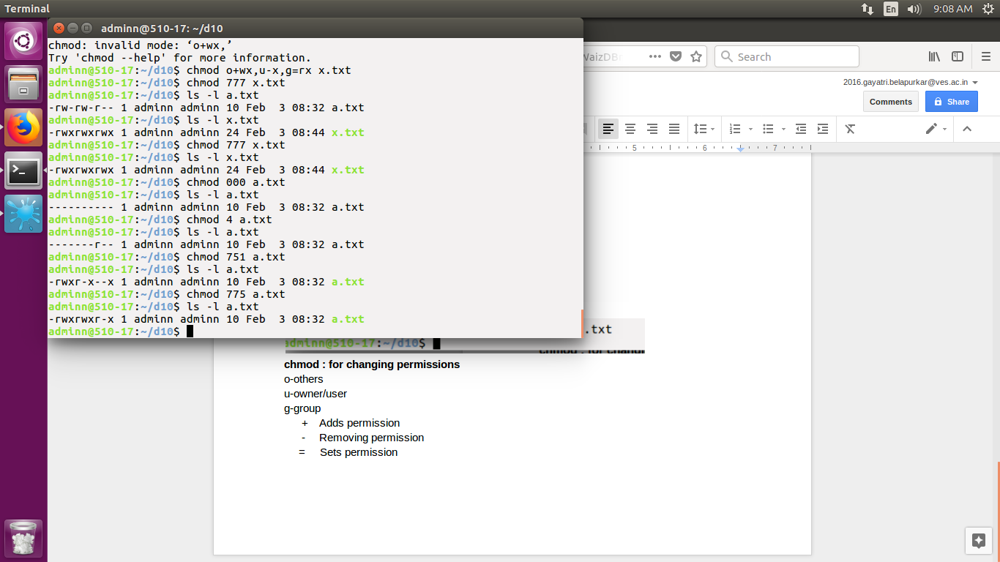 Terminal
En
9:08 AM
adminn@510-17: ~/d10
chmod: invalid mode: ‘o+wx,’
Try 'chmod --help' for more information.
adminn@510-17:~/d10$ chmod o+wx,u-x,g=rx x.txt
adminn@510-17:~/d10$ chmod 777 x.txt
adminn@510-17:~/d10$ ls -l a.txt
-rw-rw-r-- 1 adminn adminn 10 Feb  3 08:32 a.txt
adminn@510-17:~/d10$ ls -l x.txt
-rwxrwxrwx 1 adminn adminn 24 Feb  3 08:44 x.txt
adminn@510-17:~/d10$ chmod 777 x.txt
adminn@510-17:~/d10$ ls -l x.txt
-rwxrwxrwx 1 adminn adminn 24 Feb  3 08:44 x.txt
adminn@510-17:~/d10$ chmod 000 a.txt
adminn@510-17:~/d10$ ls -l a.txt
---------- 1 adminn adminn 10 Feb  3 08:32 a.txt
adminn@510-17:~/d10$ chmod 4 a.txt
adminn@510-17:~/d10$ ls -l a.txt
-------r-- 1 adminn adminn 10 Feb  3 08:32 a.txt
adminn@510-17:~/d10$ chmod 751 a.txt
adminn@510-17:~/d10$ ls -l a.txt
-rwxr-x--x 1 adminn adminn 10 Feb  3 08:32 a.txt
adminn@510-17:~/d10$ chmod 775 a.txt
adminn@510-17:~/d10$ ls -l a.txt
-rwxrwxr-x 1 adminn adminn 10 Feb  3 08:32 a.txt
adminn@510-17:~/d10$
Search
2016.gayatri.belapurkar@ves.ac.in
Comments
Share
5 6 7
.txt
adminn@510-17:~/d10$
chmod : for changing permissions
o-others
u-owner/user
g-group
+ Adds permission
- Removing permission
= Sets permission